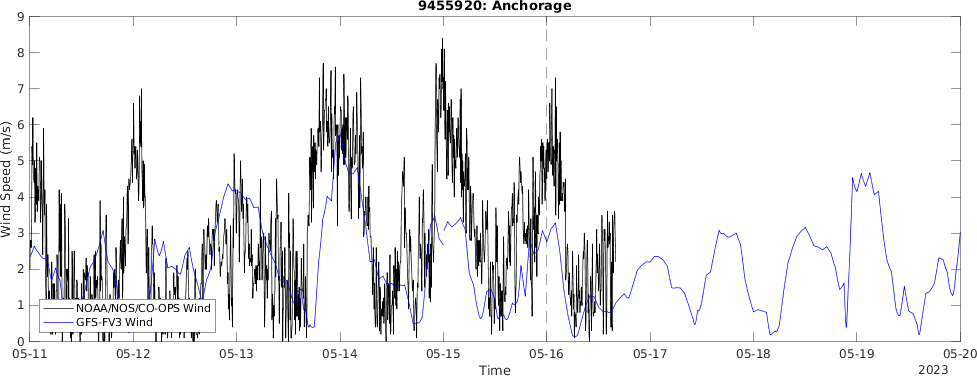 9455920: Anchorage
9
8
7
6
5
4
3
2
1
0
Wind Speed (m/s)
NOAA/NOS/CO-OPS Wind
GFS-FV3 Wind
05-11 05-12 05-13 05-14 05-15 05-16 05-17 05-18 05-19 05-20
Time
2023